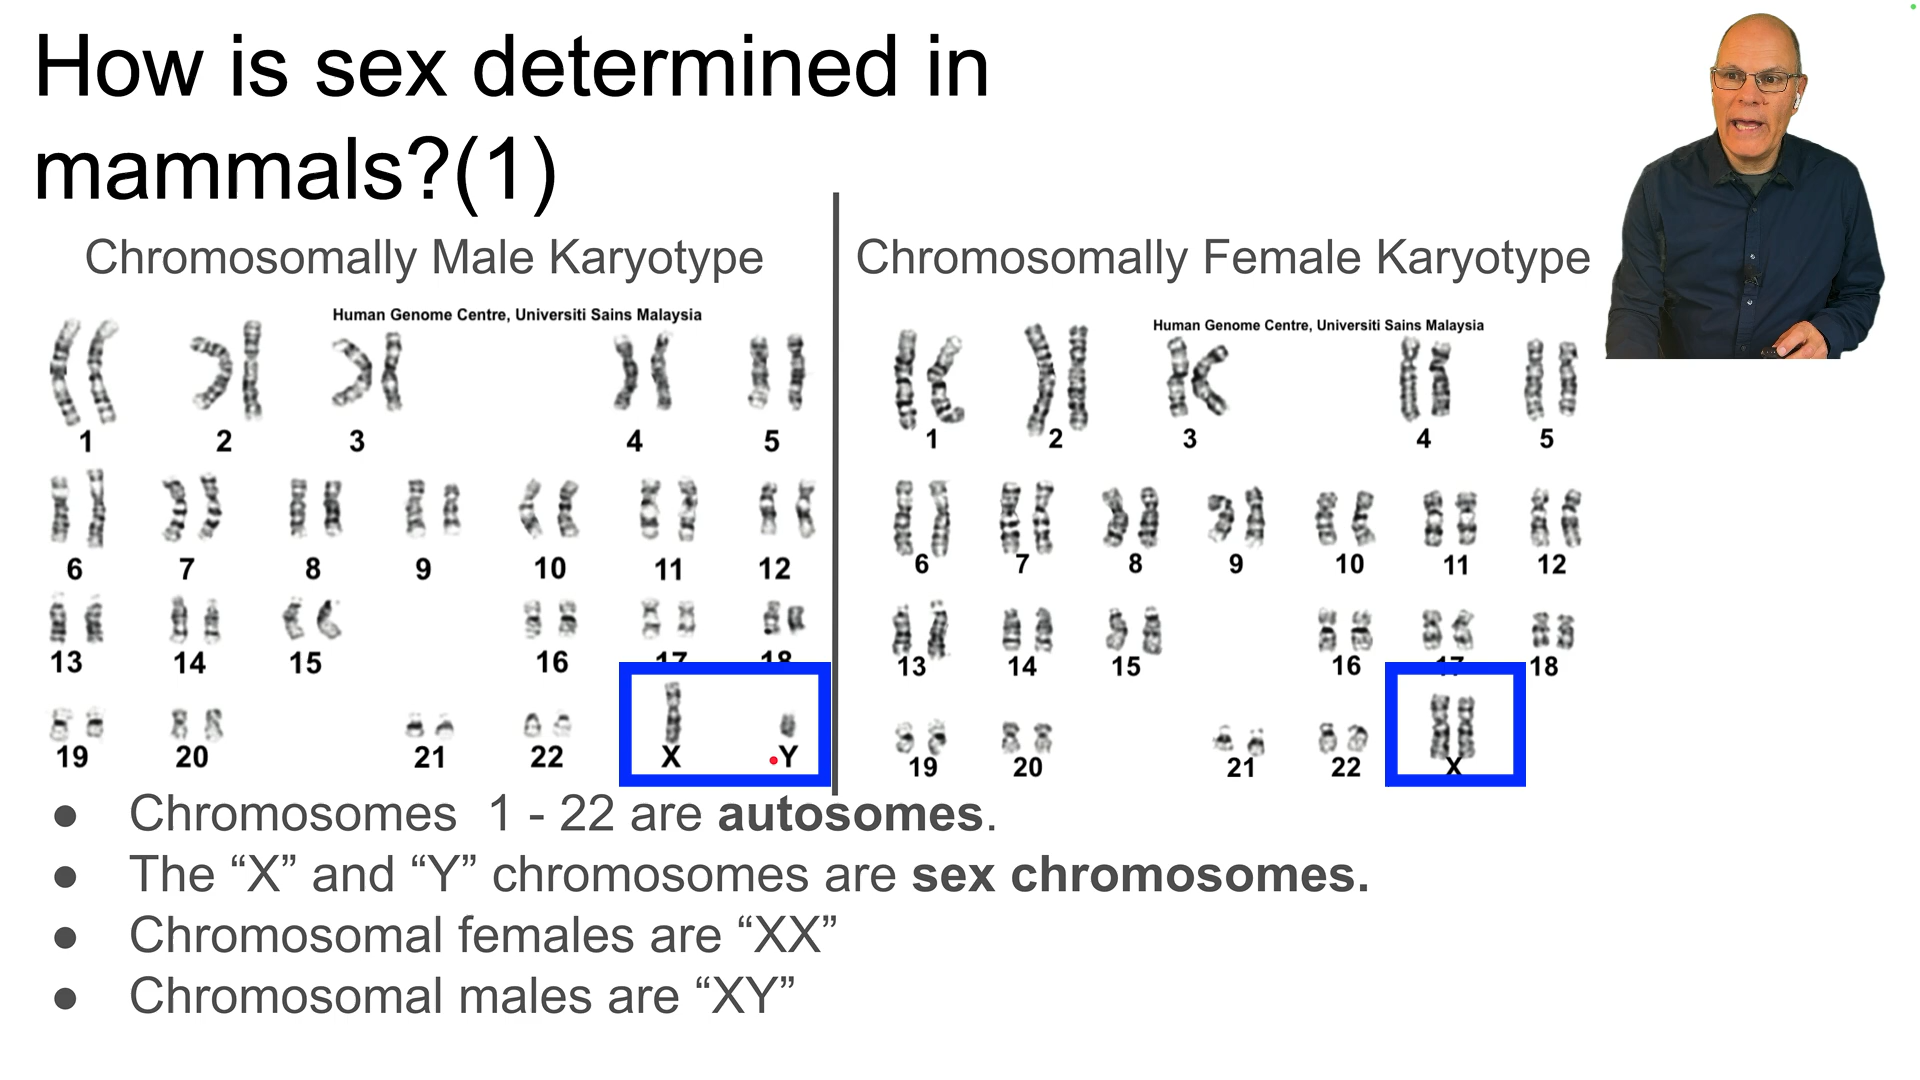 How is sex determined in
mammals?(1)
Chromosomally Male Karyotype
Human Genome Centre, Universiti Sains Malaysia
1 2 3 4 5
6 7 8 9 10 11 12
13 14 15 16 17 18
19 20 21 22 X Y
Chromosomally Female Karyotype
Human Genome Centre, Universiti Sains Malaysia
1 2 3 4 5
6 7 8 9 10 11 12
13 14 15 16 17 18
19 20 21 22 X
● Chromosomes 1 - 22 are autosomes.
● The “X” and “Y” chromosomes are sex chromosomes.
● Chromosomal females are “XX”
● Chromosomal males are “XY”